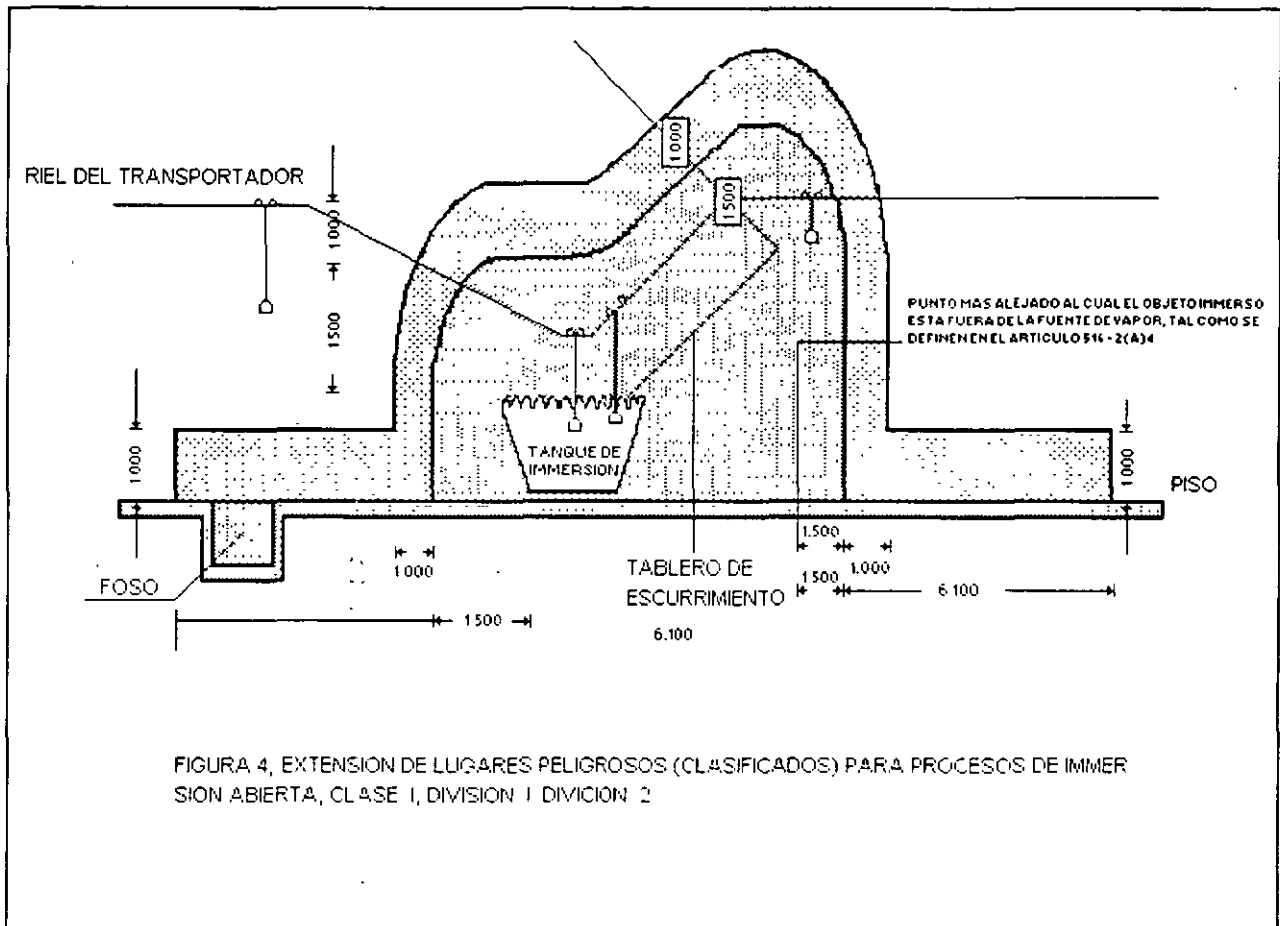 1000
RIEL DEL TRANSPORTADOR
1500
1000
1500
PUNTO MAS ALEJADO AL CUAL EL OBJETO IMMERSO
ESTA FUERA DE LA FUENTE DE VAPOR, TAL COMO SE
DEFINEN EN EL ARTICULO 516 - 2(A)4
1000
TANQUE DE
IMMERSION
1000
PISO
FOSO
1000
TABLERO DE
ESCURRIMIENTO
1.500
1.000
1500
6.100
1500
6.100
FIGURA 4, EXTENSION DE LUGARES PELIGROSOS (CLASIFICADOS) PARA PROCESOS DE IMMER
SION ABIERTA, CLASE I, DIVISION 1 DIVICION 2